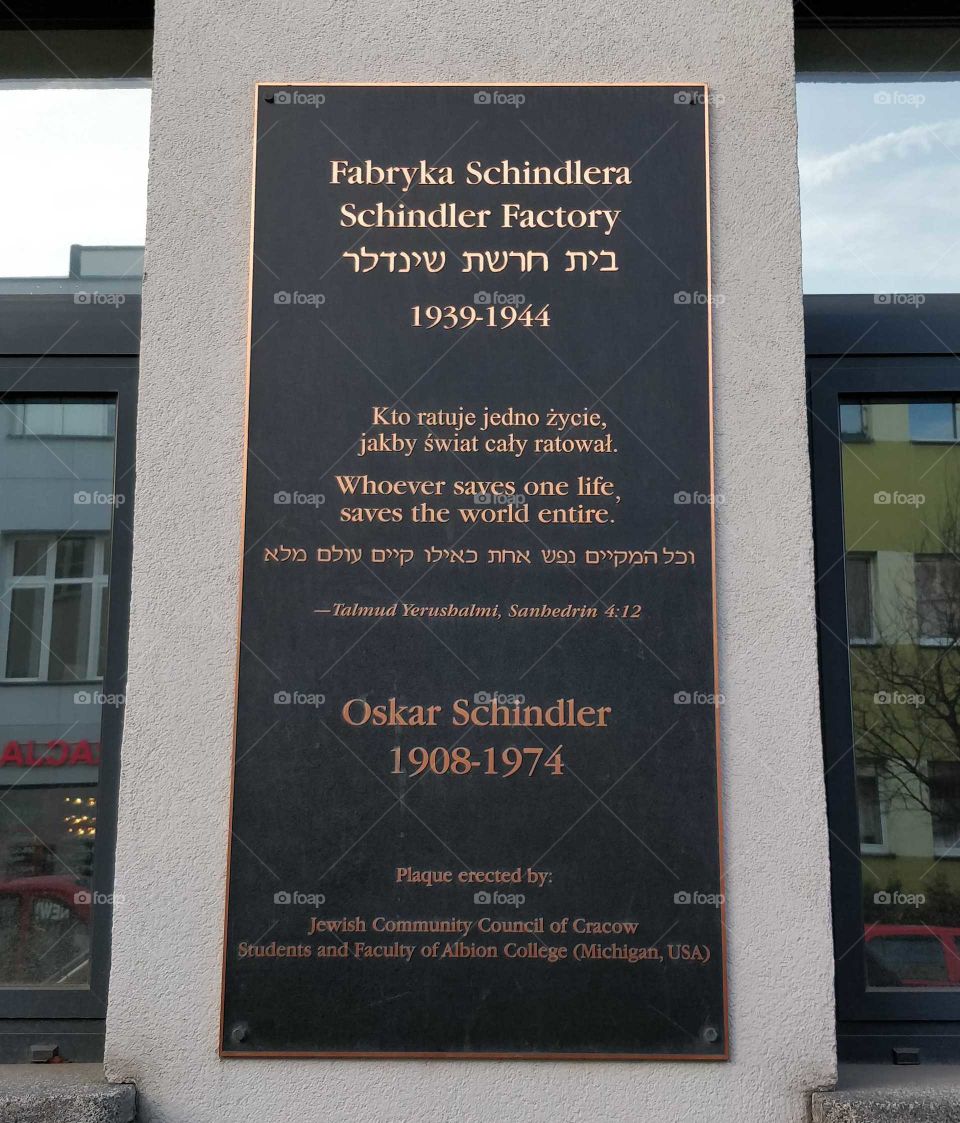 Fabryka Schindlera
Schindler Factory
בית חרשת שינדלר
1939-1944
Kto ratuje jedno życie,
jakby świat cały ratował.
Whoever saves one life,
saves the world entire.
וכל המקיים נפש אחת כאילו קיים עולם מלא
—Talmud Yerushalmi, Sanhedrin 4:12
Oskar Schindler
1908-1974
Plaque erected by:
Jewish Community Council of Cracow
Students and Faculty of Albion College (Michigan, USA)
foap